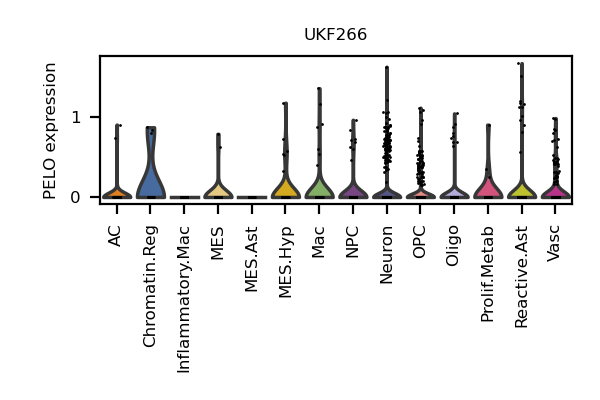 UKF266
PELO expression
1
0
AC
Chromatin.Reg
Inflammatory.Mac
MES
MES.Ast
MES.Hyp
Mac
NPC
Neuron
OPC
Oligo
Prolif.Metab
Reactive.Ast
Vasc